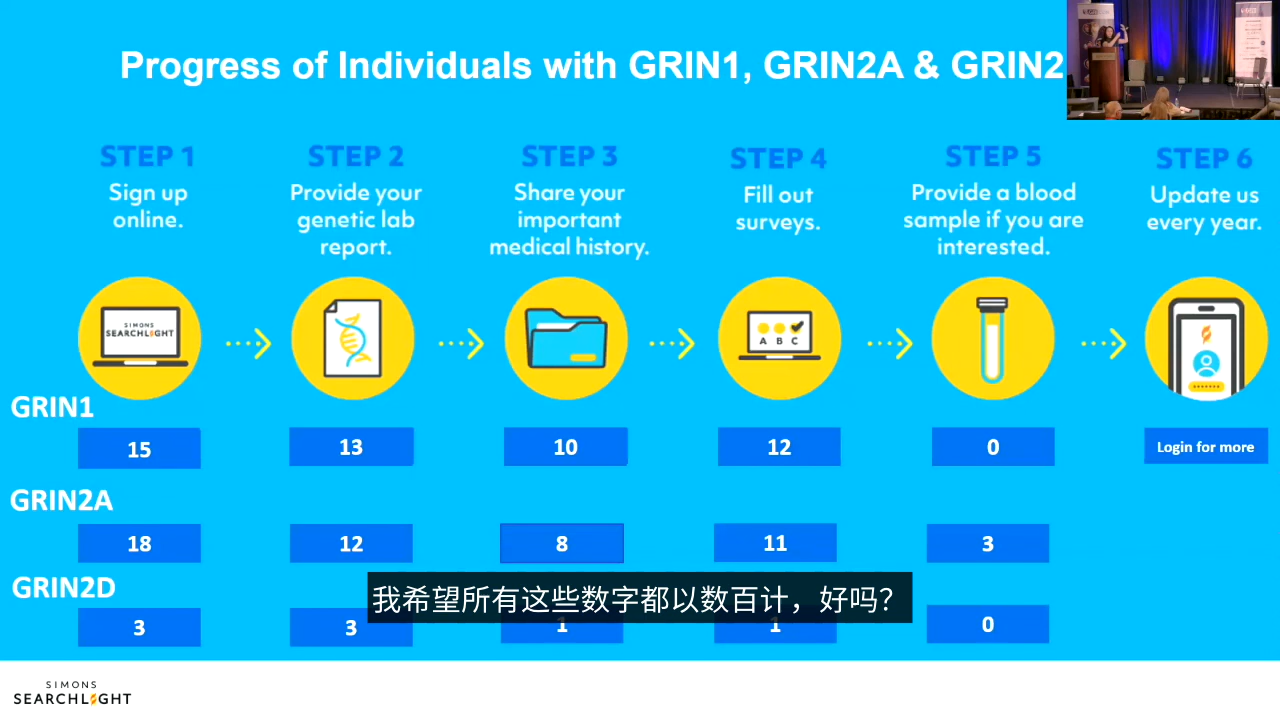 Progress of Individuals with GRIN1, GRIN2A & GRIN2
STEP 1
Sign up
online.
STEP 2
Provide your
genetic lab
report.
STEP 3
Share your
important
medical history.
STEP 4
Fill out
surveys.
STEP 5
Provide a blood
sample if you are
interested.
STEP 6
Update us
every year.
SIMONS
SEARCHLIGHT
A B C
GRIN1
15 13 10 12 0 Login for more
GRIN2A
18 12 8 11 3
GRIN2D
3 3 1 1 0
我希望所有这些数字都以数百计，好吗？
SIMONS
SEARCHLIGHT